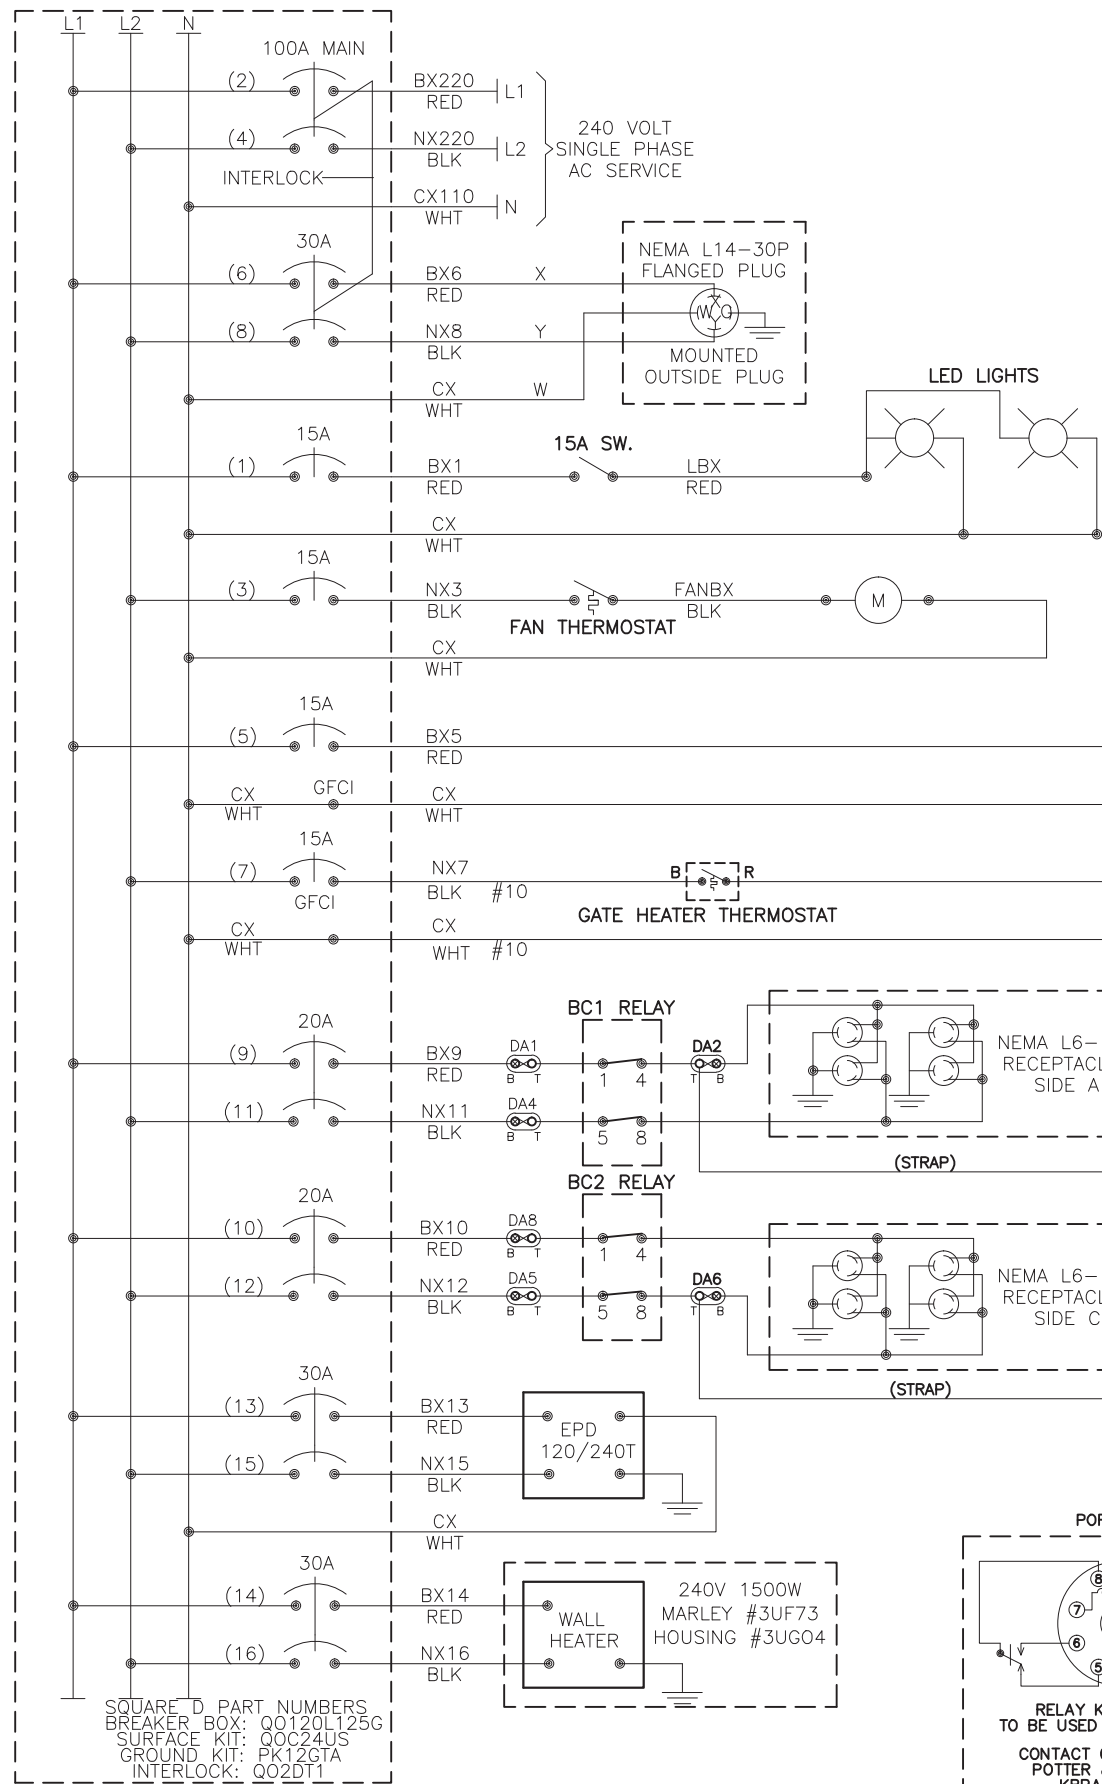 L1 L2 N
100A MAIN
(2) BX220 L1
RED
(4) NX220 L2
BLK
240 VOLT
SINGLE PHASE
AC SERVICE
INTERLOCK
CX110 N
WHT
30A
(6) BX6 X
RED
(8) NX8 Y
BLK
CX W
WHT
NEMA L14-30P
FLANGED PLUG
X
W G
Y
MOUNTED
OUTSIDE PLUG
LED LIGHTS
15A
15A SW.
(1) BX1 LBX
RED RED
CX
WHT
15A
(3) NX3 FANBX M
BLK BLK
FAN THERMOSTAT
CX
WHT
15A
(5) BX5
RED
GFCI
CX CX
WHT WHT
15A
(7) NX7 B R
BLK #10
GFCI
GATE HEATER THERMOSTAT
CX CX
WHT WHT #10
BC1 RELAY
20A
(9) BX9 DA1 DA2
RED B T 1 4 T B
(11) NX11 DA4
BLK B T 5 8
NEMA L6-
RECEPTACL
SIDE A
(STRAP)
BC2 RELAY
20A
(10) BX10 DA8
RED B T 1 4
(12) NX12 DA5 DA6
BLK B T 5 8 T B
NEMA L6-
RECEPTACL
SIDE C
(STRAP)
30A
(13) BX13
RED
EPD
120/240T
(15) NX15
BLK
CX
WHT
30A
(14) BX14
RED
WALL
HEATER
240V 1500W
MARLEY #3UF73
HOUSING #3UG04
(16) NX16
BLK
SQUARE D PART NUMBERS
BREAKER BOX: QO120L125G
SURFACE KIT: QOC24US
GROUND KIT: PK12GTA
INTERLOCK: QO2DT1
8
7
6
5
RELAY K
TO BE USED
CONTACT
POTTER